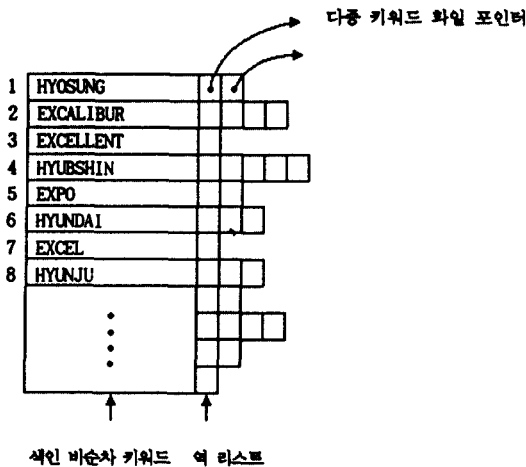 다중 키워드 화일 포인터
1 HYOSUNG
2 EXCALIBUR
3 EXCELLENT
4 HYUBSHIN
5 EXPO
6 HYUNDAI
7 EXCEL
8 HYUNJU
색인 비순차 키워드 역 리스트